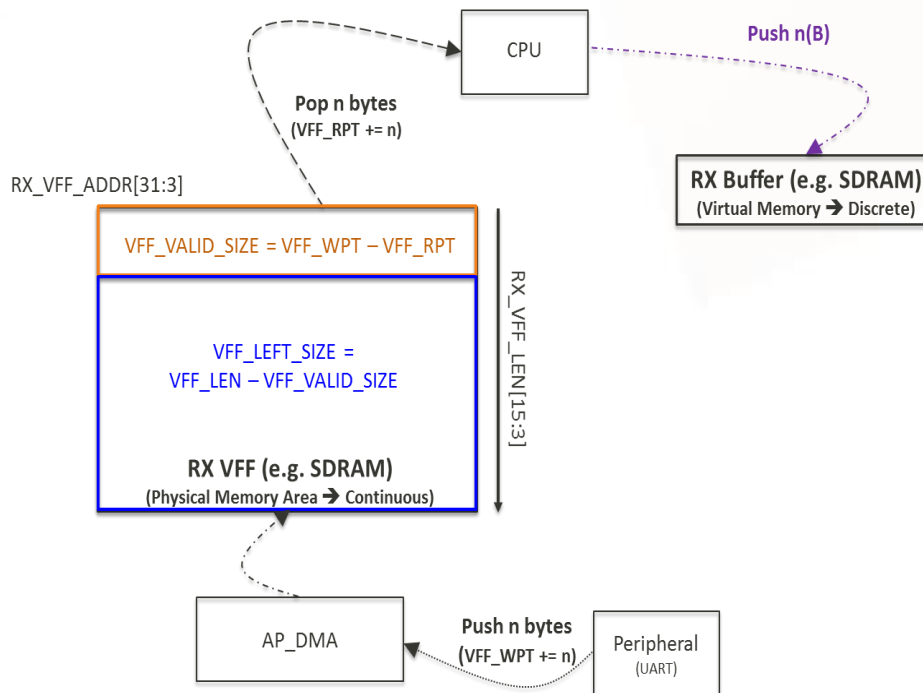 CPU
Push n(B)
Pop n bytes
(VFF_RPT += n)
RX_VFF_ADDR[31:3]
RX Buffer (e.g. SDRAM)
(Virtual Memory ➔ Discrete)
VFF_VALID_SIZE = VFF_WPT – VFF_RPT
RX_VFF_LEN[15:3]
VFF_LEFT_SIZE =
VFF_LEN – VFF_VALID_SIZE
RX VFF (e.g. SDRAM)
(Physical Memory Area ➔ Continuous)
AP_DMA
Push n bytes
(VFF_WPT += n)
Peripheral
(UART)